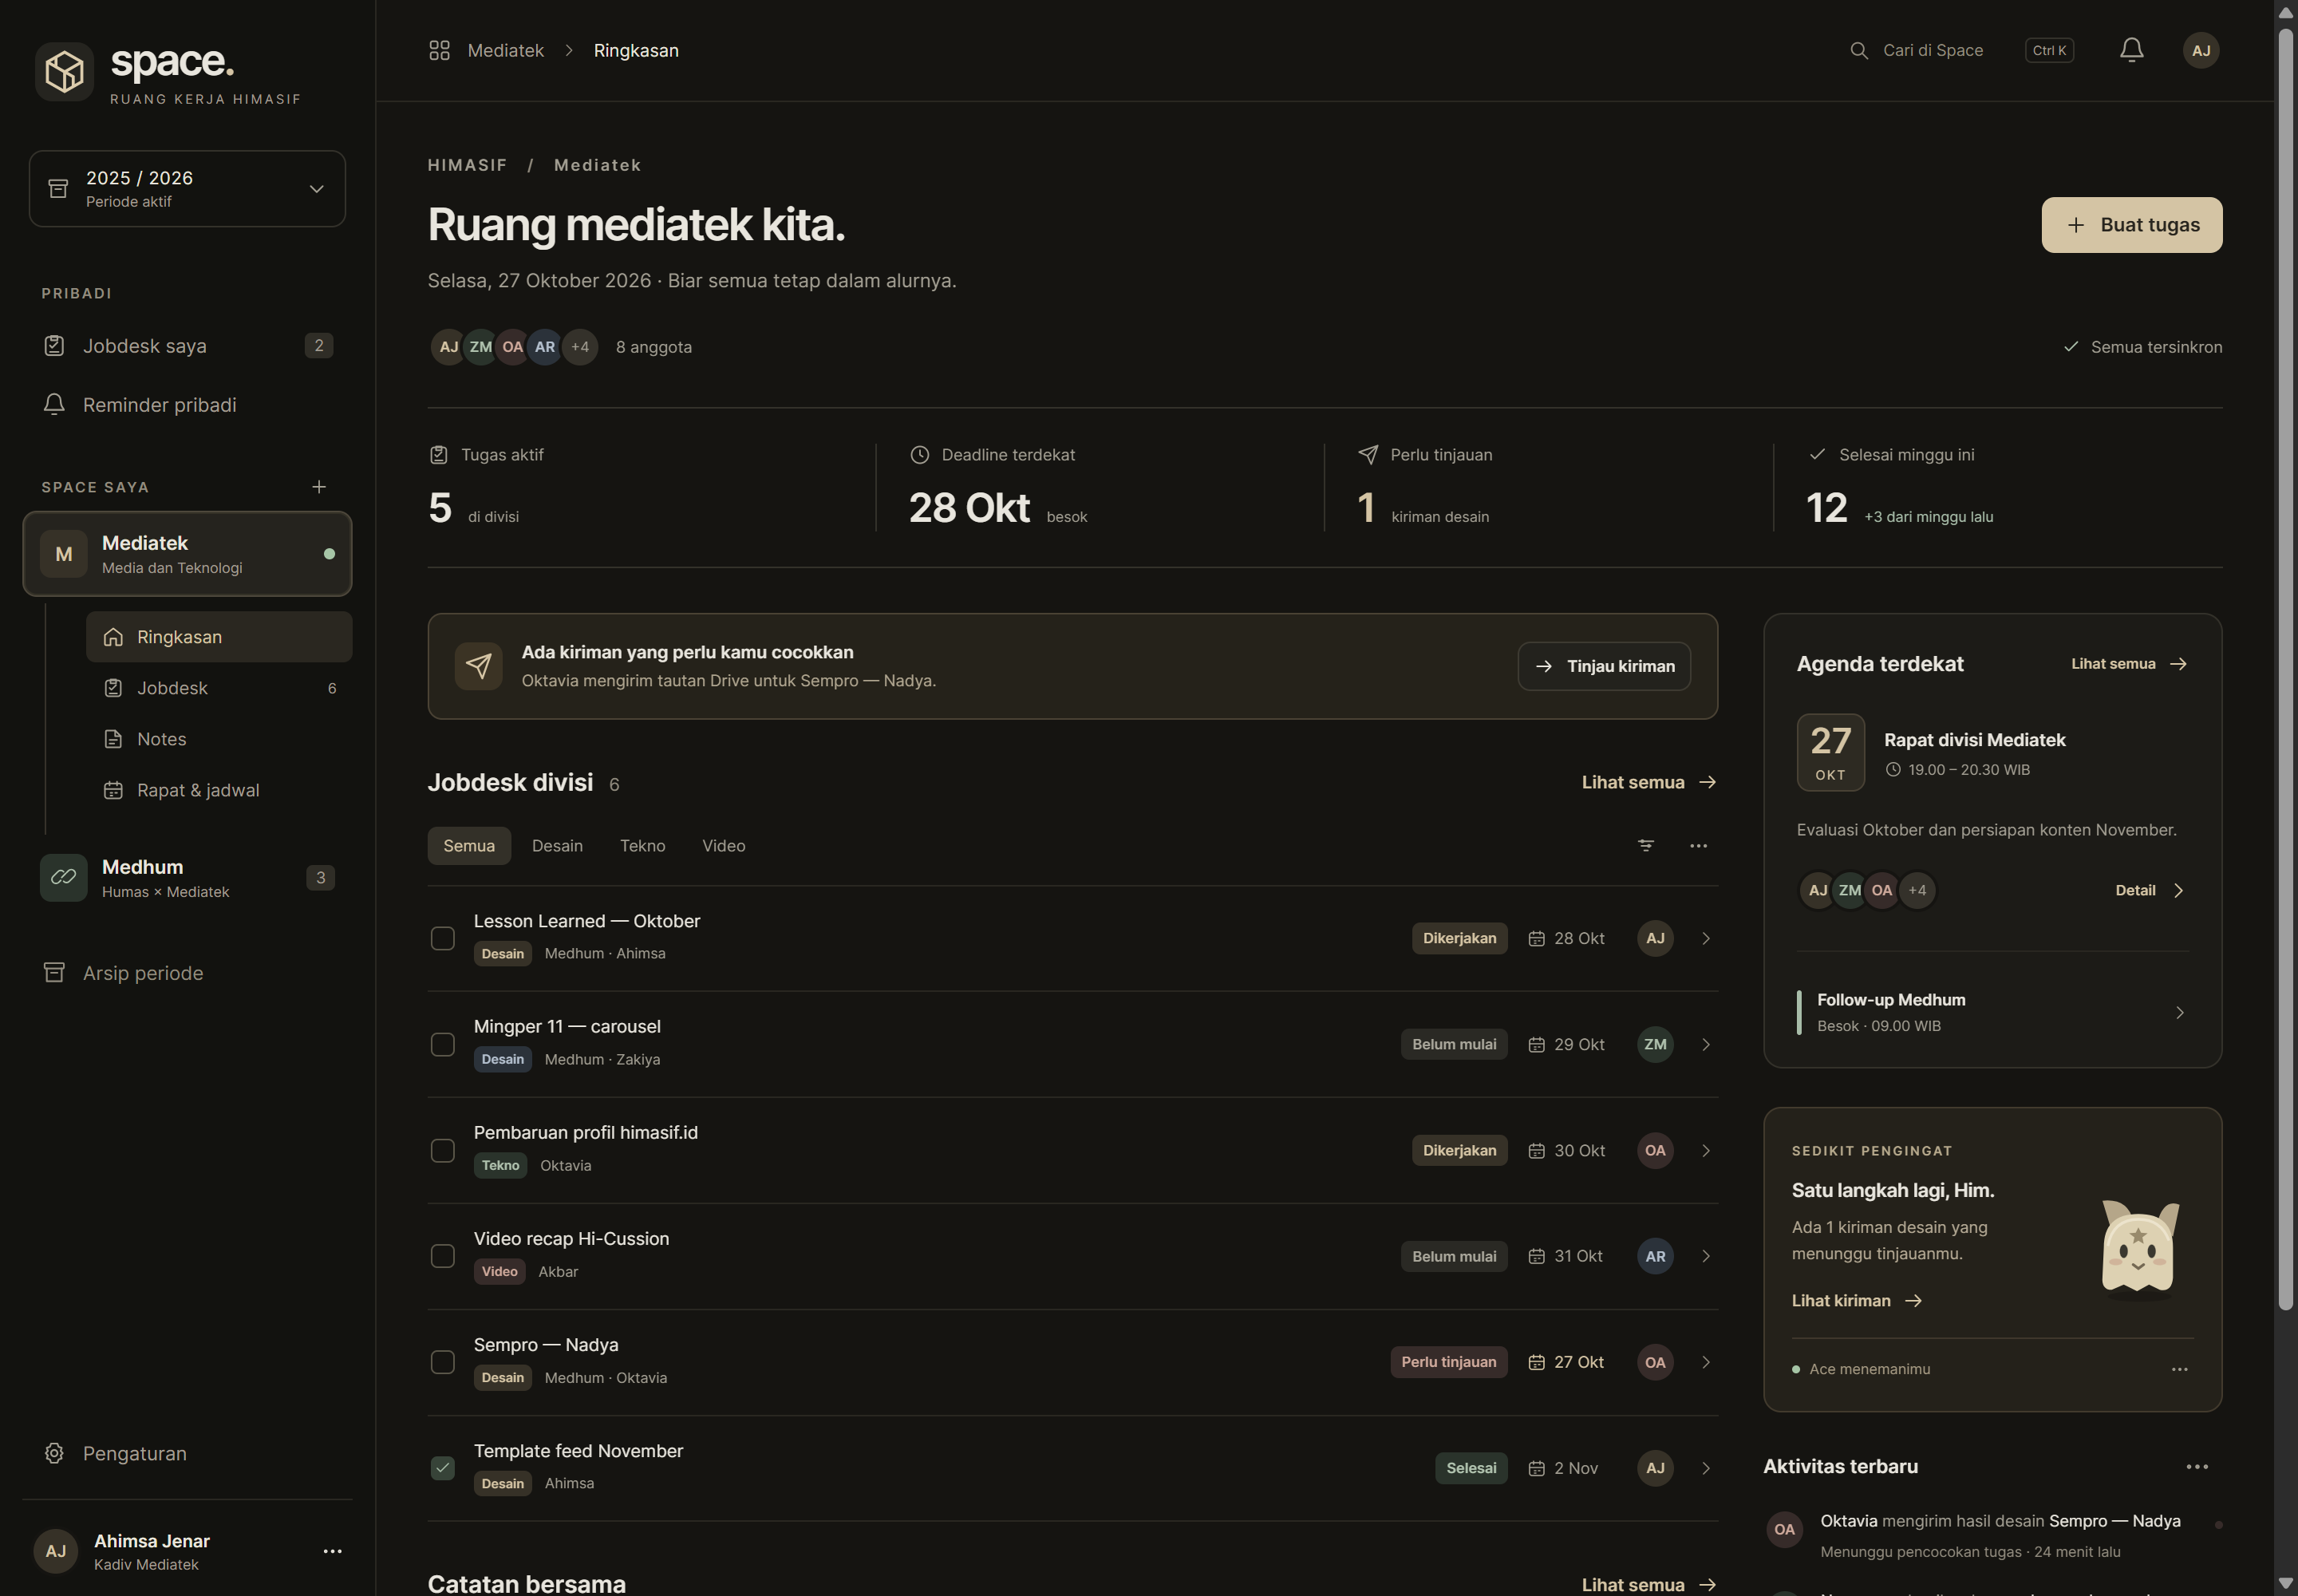 space.
RUANG KERJA HIMASIF
2025 / 2026
Periode aktif
PRIBADI
Jobdesk saya 2
Reminder pribadi
SPACE SAYA
M
Mediatek
Media dan Teknologi
Ringkasan
Jobdesk 6
Notes
Rapat & jadwal
Medhum
Humas × Mediatek
3
Arsip periode
Pengaturan
AJ
Ahimsa Jenar
Kadiv Mediatek
Mediatek Ringkasan
Cari di Space Ctrl K AJ
HIMASIF / Mediatek
Ruang mediatek kita.
Selasa, 27 Oktober 2026 · Biar semua tetap dalam alurnya.
Buat tugas
AJ ZM OA AR +4 8 anggota
Semua tersinkron
Tugas aktif
5 di divisi
Deadline terdekat
28 Okt besok
Perlu tinjauan
1 kiriman desain
Selesai minggu ini
12 +3 dari minggu lalu
Ada kiriman yang perlu kamu cocokkan
Oktavia mengirim tautan Drive untuk Sempro — Nadya.
Tinjau kiriman
Jobdesk divisi 6
Lihat semua
Semua Desain Tekno Video
Lesson Learned — Oktober
Desain Medhum · Ahimsa
Dikerjakan 28 Okt AJ
Mingper 11 — carousel
Desain Medhum · Zakiya
Belum mulai 29 Okt ZM
Pembaruan profil himasif.id
Tekno Oktavia
Dikerjakan 30 Okt OA
Video recap Hi-Cussion
Video Akbar
Belum mulai 31 Okt AR
Sempro — Nadya
Desain Medhum · Oktavia
Perlu tinjauan 27 Okt OA
Template feed November
Desain Ahimsa
Selesai 2 Nov AJ
Catatan bersama
Lihat semua
Agenda terdekat
Lihat semua
27
OKT
Rapat divisi Mediatek
19.00 – 20.30 WIB
Evaluasi Oktober dan persiapan konten November.
AJ ZM OA +4
Detail
Follow-up Medhum
Besok · 09.00 WIB
SEDIKIT PENGINGAT
Satu langkah lagi, Him.
Ada 1 kiriman desain yang
menunggu tinjauanmu.
Lihat kiriman
Ace menemanimu
Aktivitas terbaru
OA
Oktavia mengirim hasil desain Sempro — Nadya
Menunggu pencocokan tugas · 24 menit lalu